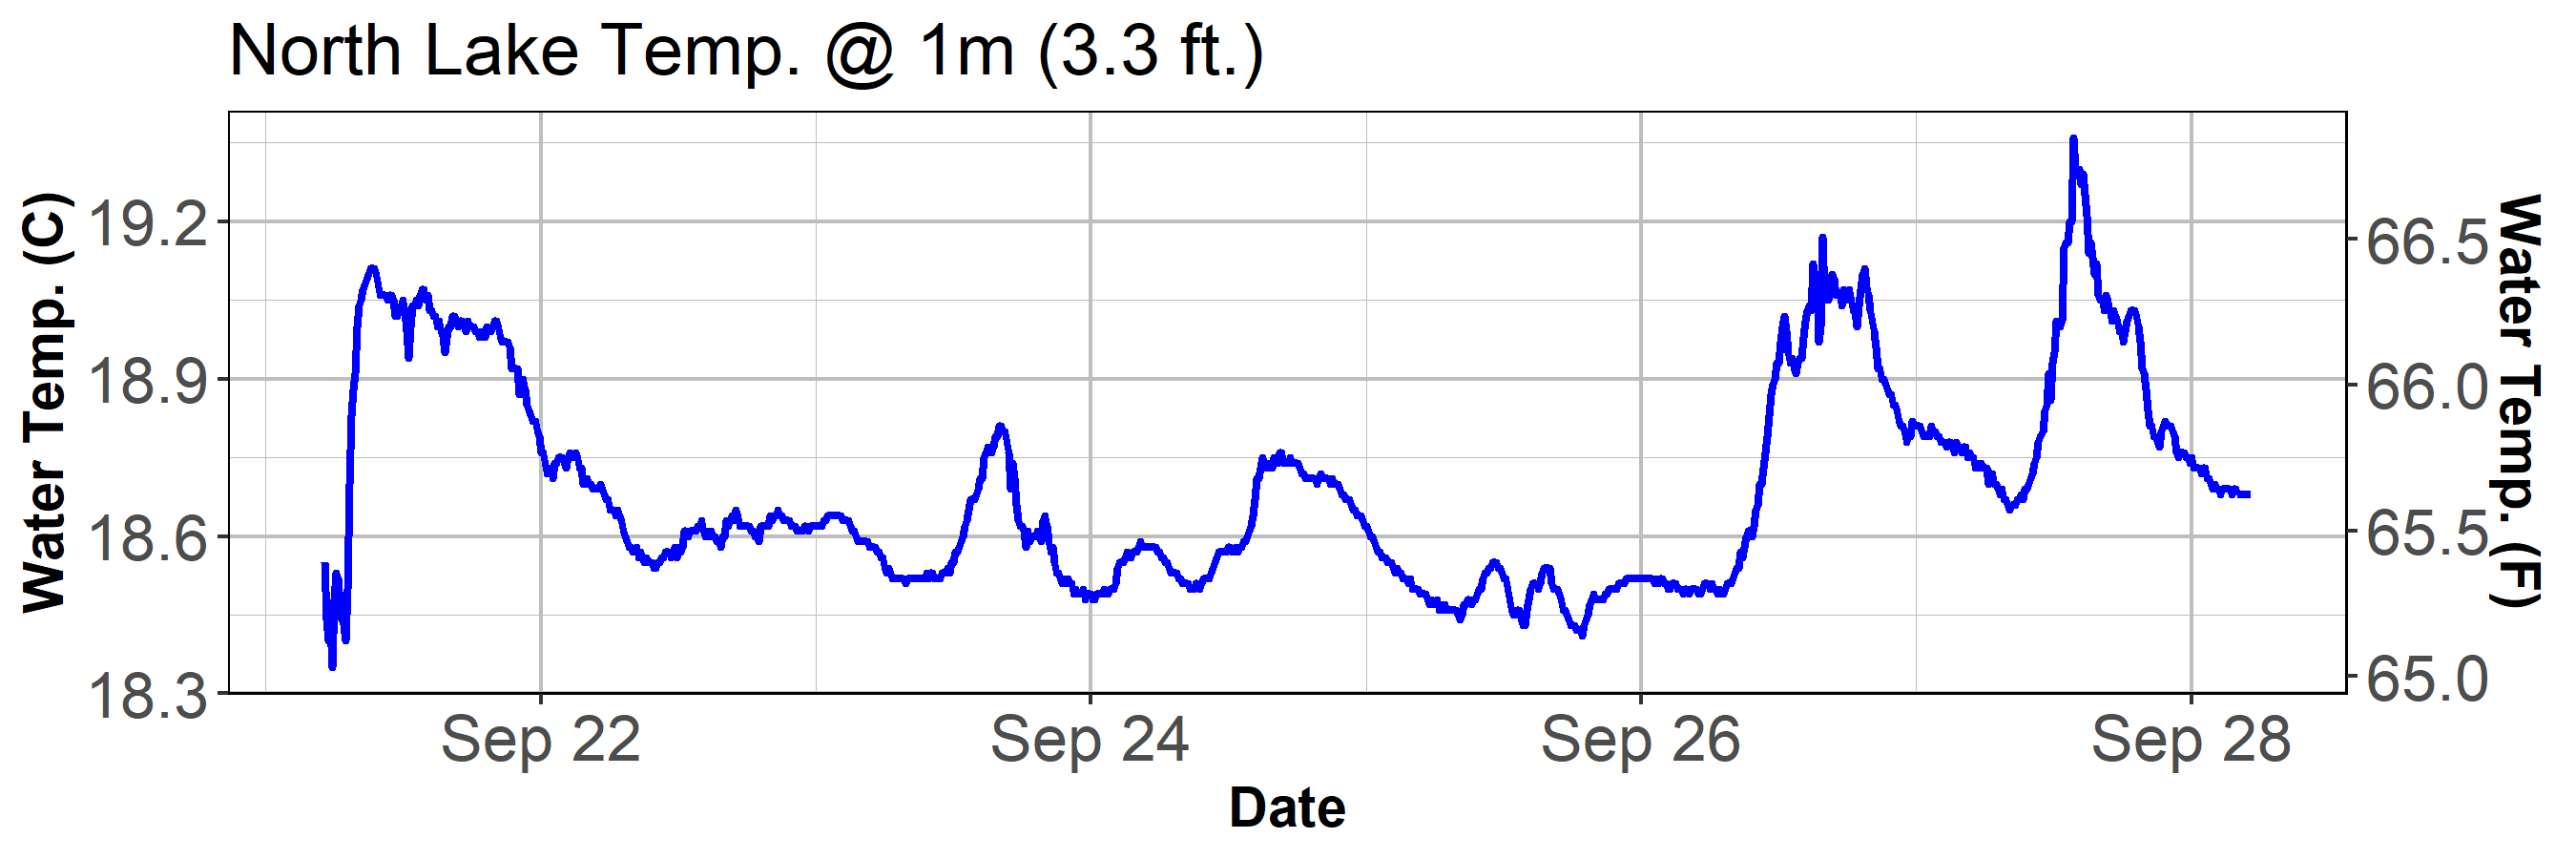 North Lake Temp. @ 1m (3.3 ft.)
Water Temp. (C)
19.2
18.9
18.6
18.3
66.5
66.0
65.5
65.0
Water Temp. (F)
Sep 22 Sep 24 Sep 26 Sep 28
Date